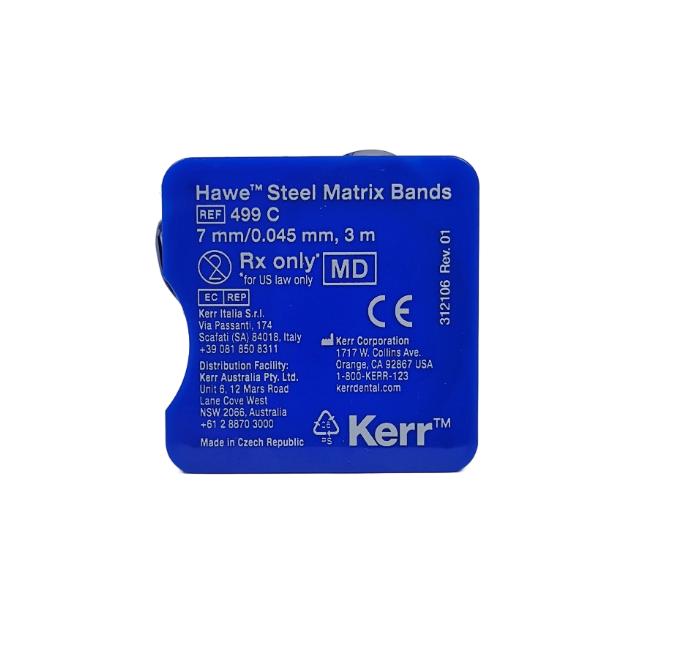 Hawe™ Steel Matrix Bands
REF 499 C
7 mm/0.045 mm, 3 m
2 Rx only* MD
*for US law only
EC REP
Kerr Italia S.r.l.
Via Passanti, 174
Scafati (SA) 84018, Italy
+39 081 850 8311
Distribution Facility:
Kerr Australia Pty. Ltd.
Unit 6, 12 Mars Road
Lane Cove West
NSW 2066, Australia
+61 2 8870 3000
Made in Czech Republic
CE
Kerr Corporation
1717 W. Collins Ave.
Orange, CA 92867 USA
1-800-KERR-123
kerrdental.com
PS
Kerr™
312106 Rev. 01